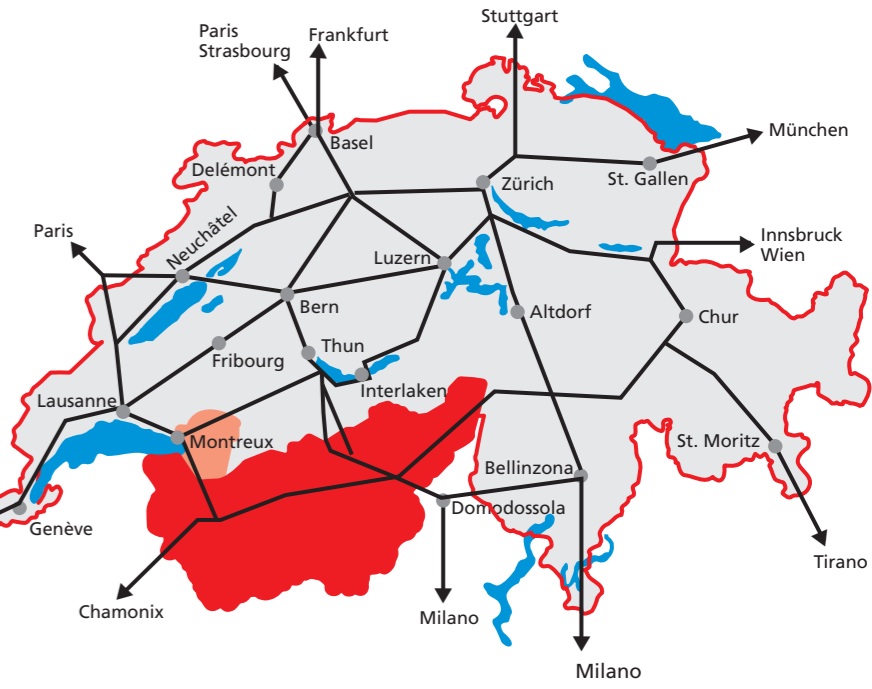 Stuttgart
Paris
Strasbourg
Frankfurt
München
Basel
Delémont
Zürich
St. Gallen
Neuchâtel
Paris
Innsbruck
Wien
Luzern
Bern
Altdorf
Chur
Thun
Fribourg
Interlaken
Lausanne
Montreux
St. Moritz
Bellinzona
Domodossola
Genève
Tirano
Chamonix
Milano
Milano